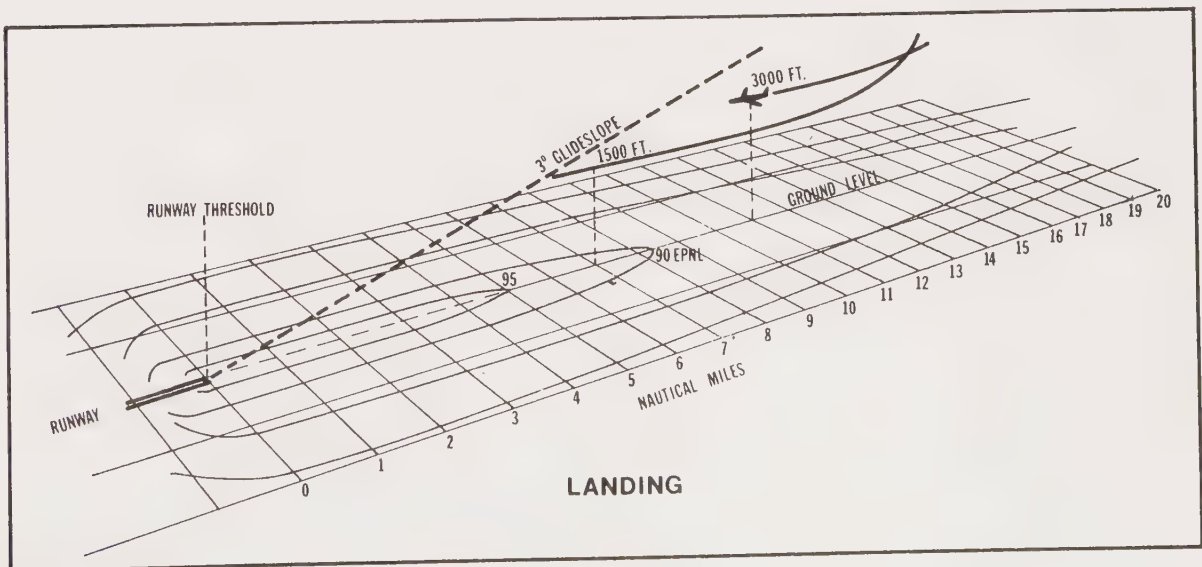 3000 FT.
3° GLIDESLOPE
1500 FT.
RUNWAY THRESHOLD
GROUND LEVEL
90 EPNL
95
20
19
18
17
16
15
14
13
12
11
10
9
8
7
6
5
4
3
2
1
0
NAUTICAL MILES
RUNWAY
LANDING